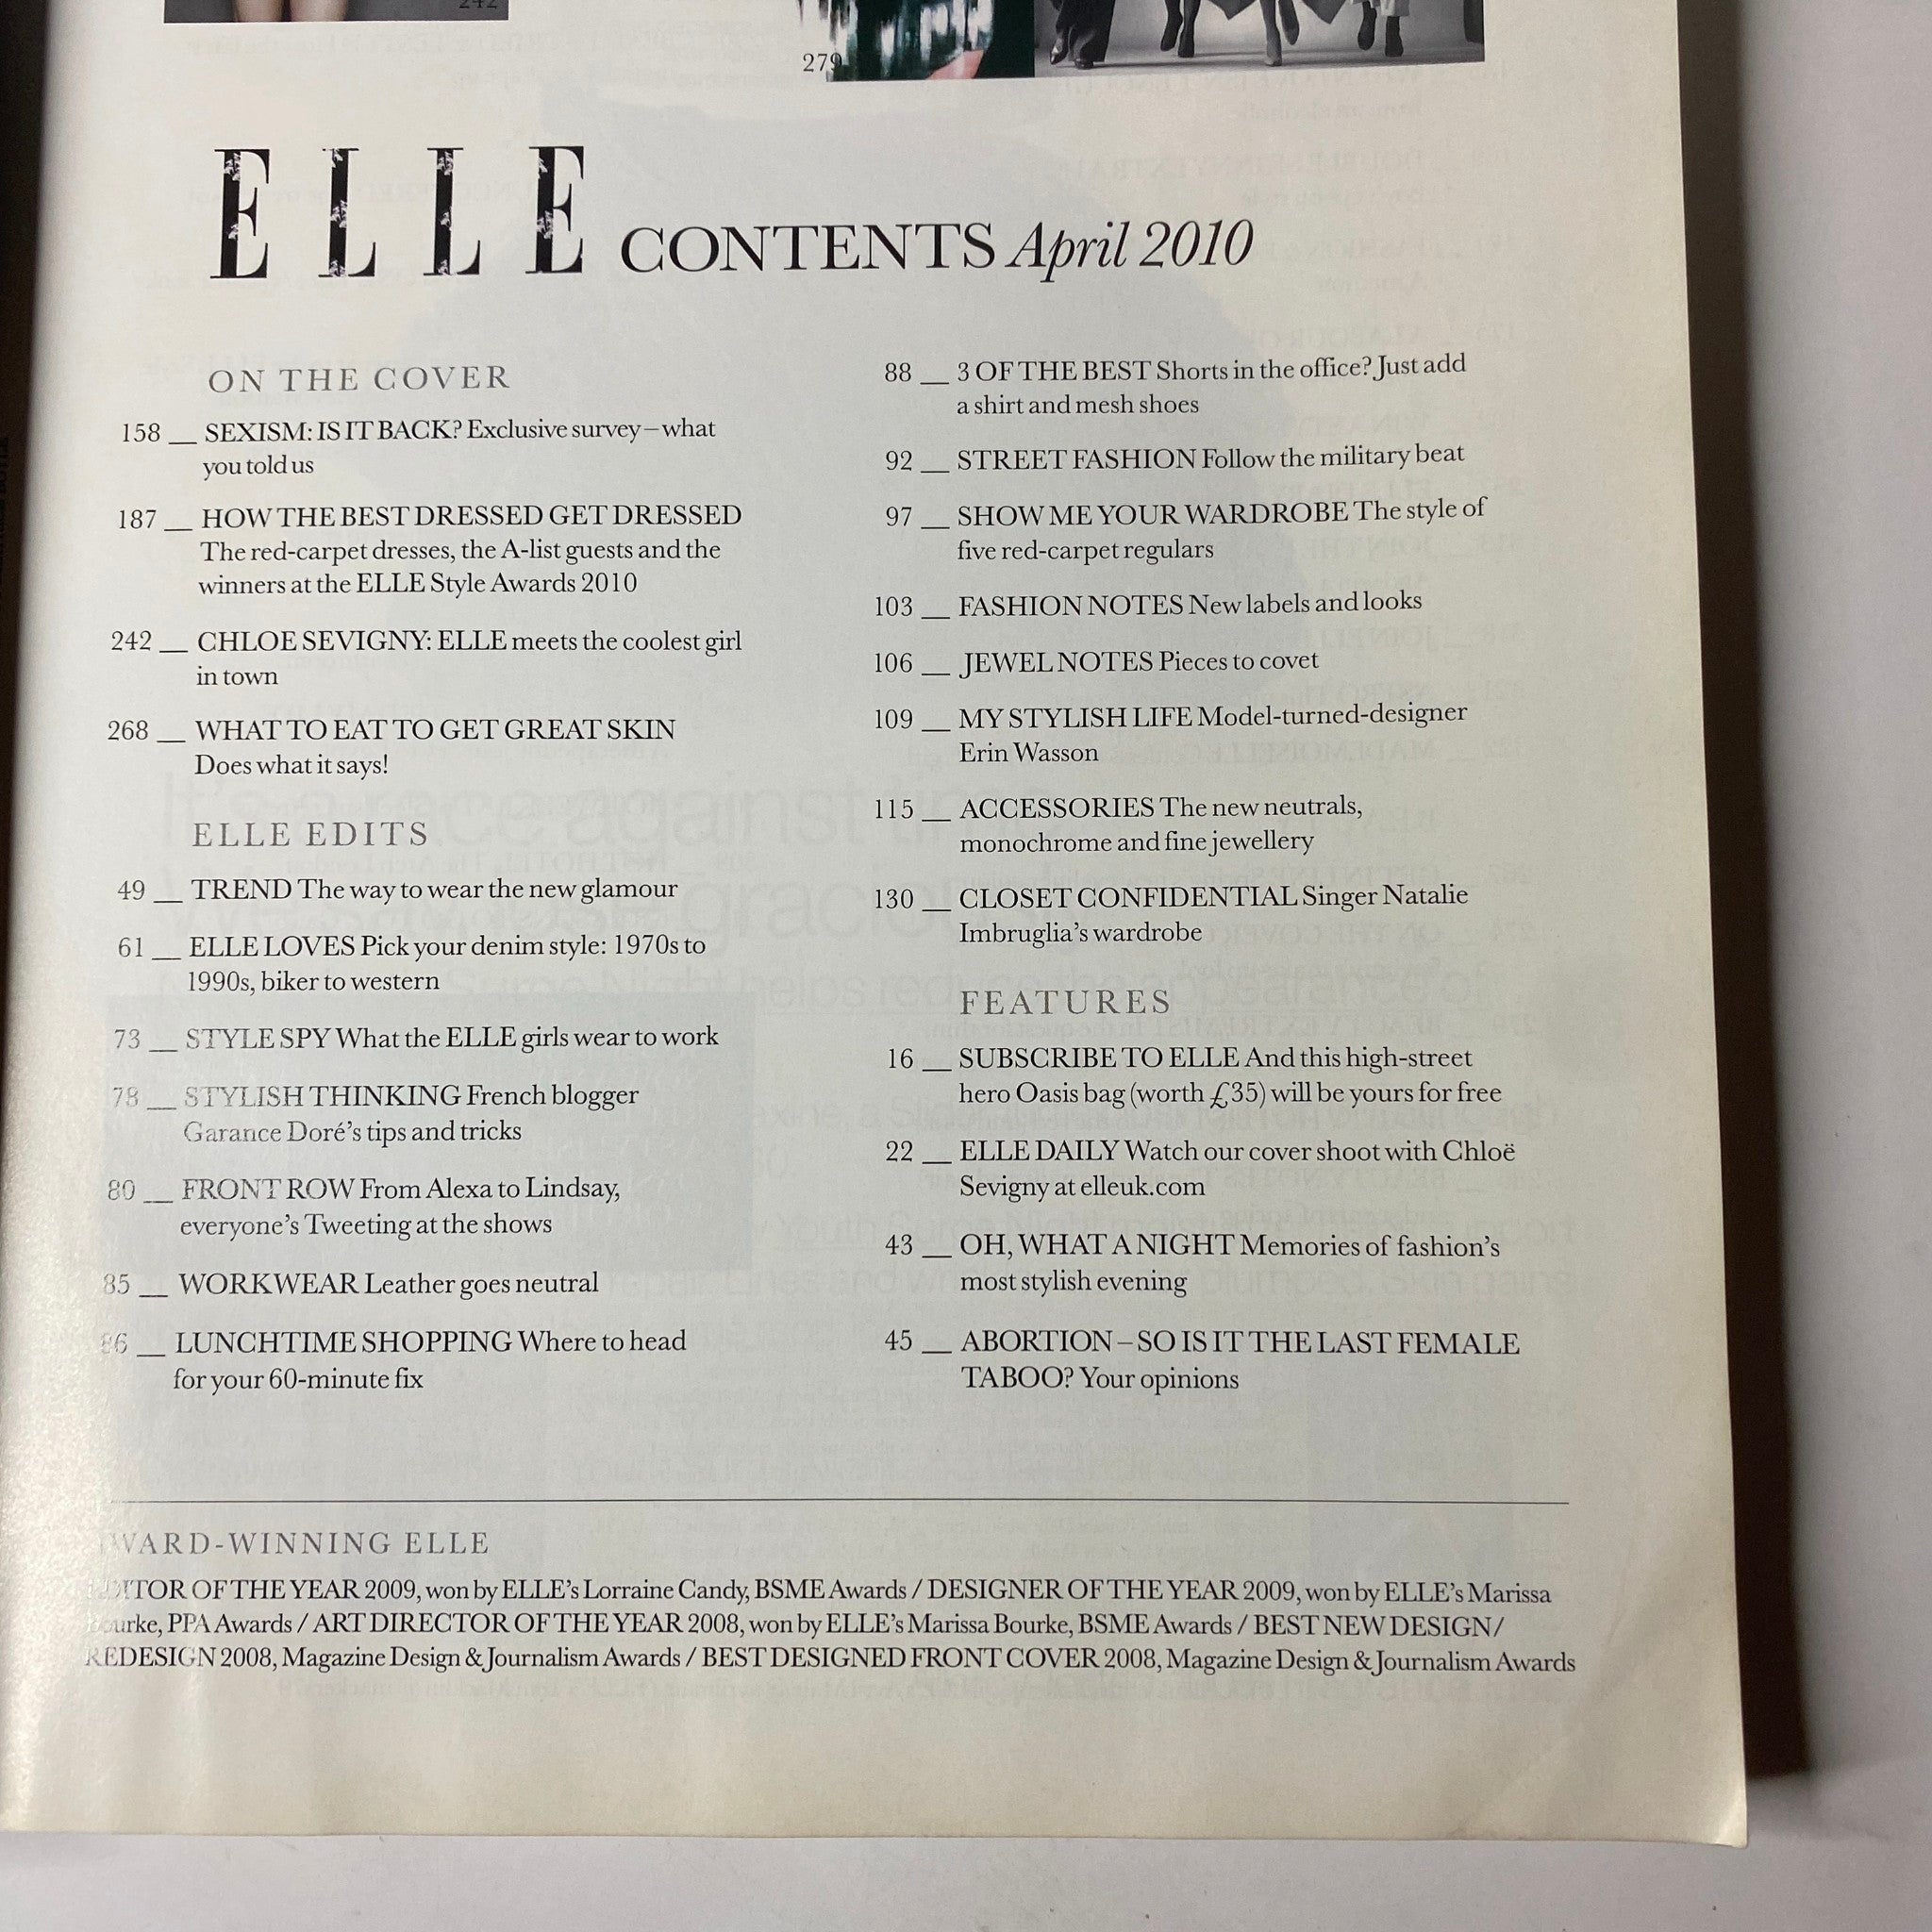 242
279
ELLE CONTENTS April 2010
ON THE COVER
158 __ SEXISM: IS IT BACK? Exclusive survey – what
you told us
187 __ HOW THE BEST DRESSED GET DRESSED
The red-carpet dresses, the A-list guests and the
winners at the ELLE Style Awards 2010
242 __ CHLOE SEVIGNY: ELLE meets the coolest girl
in town
268 __ WHAT TO EAT TO GET GREAT SKIN
Does what it says!
ELLE EDITS
49 __ TREND The way to wear the new glamour
61 __ ELLE LOVES Pick your denim style: 1970s to
1990s, biker to western
73 __ STYLE SPY What the ELLE girls wear to work
78 __ STYLISH THINKING French blogger
Garance Doré's tips and tricks
80 __ FRONT ROW From Alexa to Lindsay,
everyone's Tweeting at the shows
85 __ WORKWEAR Leather goes neutral
86 __ LUNCHTIME SHOPPING Where to head
for your 60-minute fix
88 __ 3 OF THE BEST Shorts in the office? Just add
a shirt and mesh shoes
92 __ STREET FASHION Follow the military beat
97 __ SHOW ME YOUR WARDROBE The style of
five red-carpet regulars
103 __ FASHION NOTES New labels and looks
106 __ JEWEL NOTES Pieces to covet
109 __ MY STYLISH LIFE Model-turned-designer
Erin Wasson
115 __ ACCESSORIES The new neutrals,
monochrome and fine jewellery
130 __ CLOSET CONFIDENTIAL Singer Natalie
Imbruglia's wardrobe
FEATURES
16 __ SUBSCRIBE TO ELLE And this high-street
hero Oasis bag (worth £35) will be yours for free
22 __ ELLE DAILY Watch our cover shoot with Chloë
Sevigny at elleuk.com
43 __ OH, WHAT A NIGHT Memories of fashion's
most stylish evening
45 __ ABORTION – SO IS IT THE LAST FEMALE
TABOO? Your opinions
AWARD-WINNING ELLE
EDITOR OF THE YEAR 2009, won by ELLE's Lorraine Candy, BSME Awards / DESIGNER OF THE YEAR 2009, won by ELLE's Marissa
Bourke, PPA Awards / ART DIRECTOR OF THE YEAR 2008, won by ELLE's Marissa Bourke, BSME Awards / BEST NEW DESIGN/
REDESIGN 2008, Magazine Design & Journalism Awards / BEST DESIGNED FRONT COVER 2008, Magazine Design & Journalism Awards